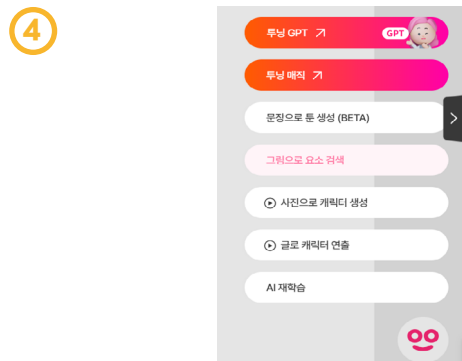 4
투닝 GPT
GPT
투닝 매직
문장으로 툰 생성 (BETA)
그림으로 요소 검색
사진으로 캐릭터 생성
글로 캐릭터 연출
AI 재학습